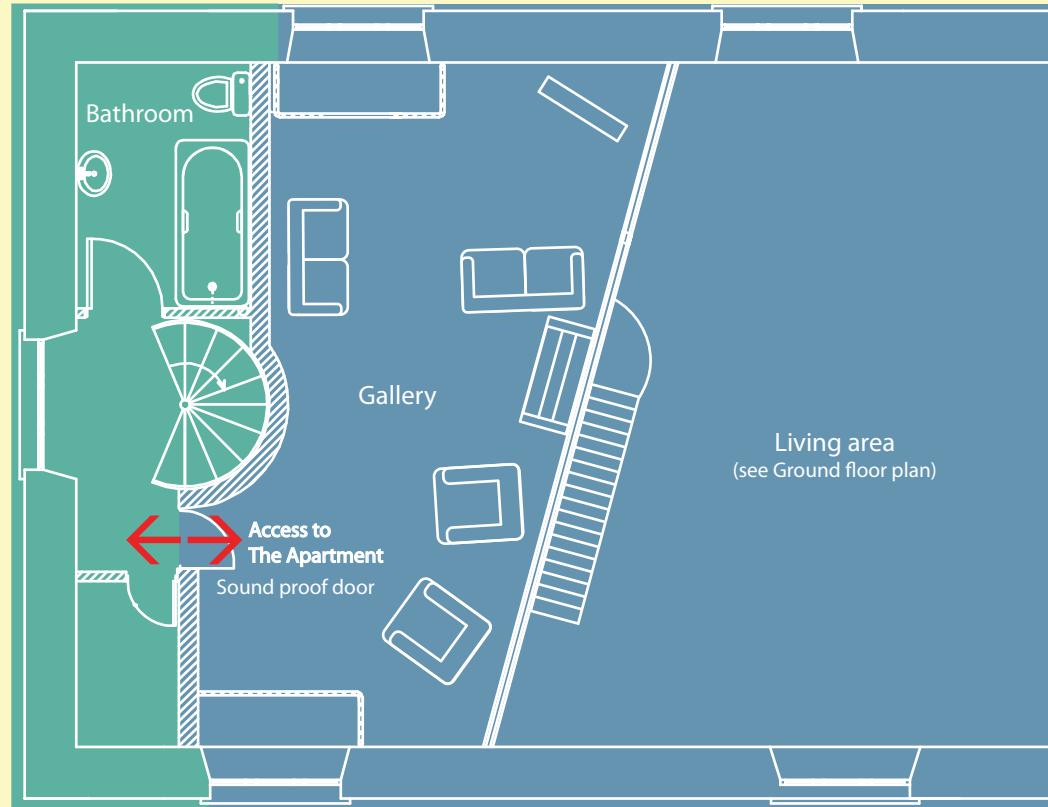 Bathroom
Gallery
Living area
(see Ground floor plan)
Access to
The Apartment
Sound proof door